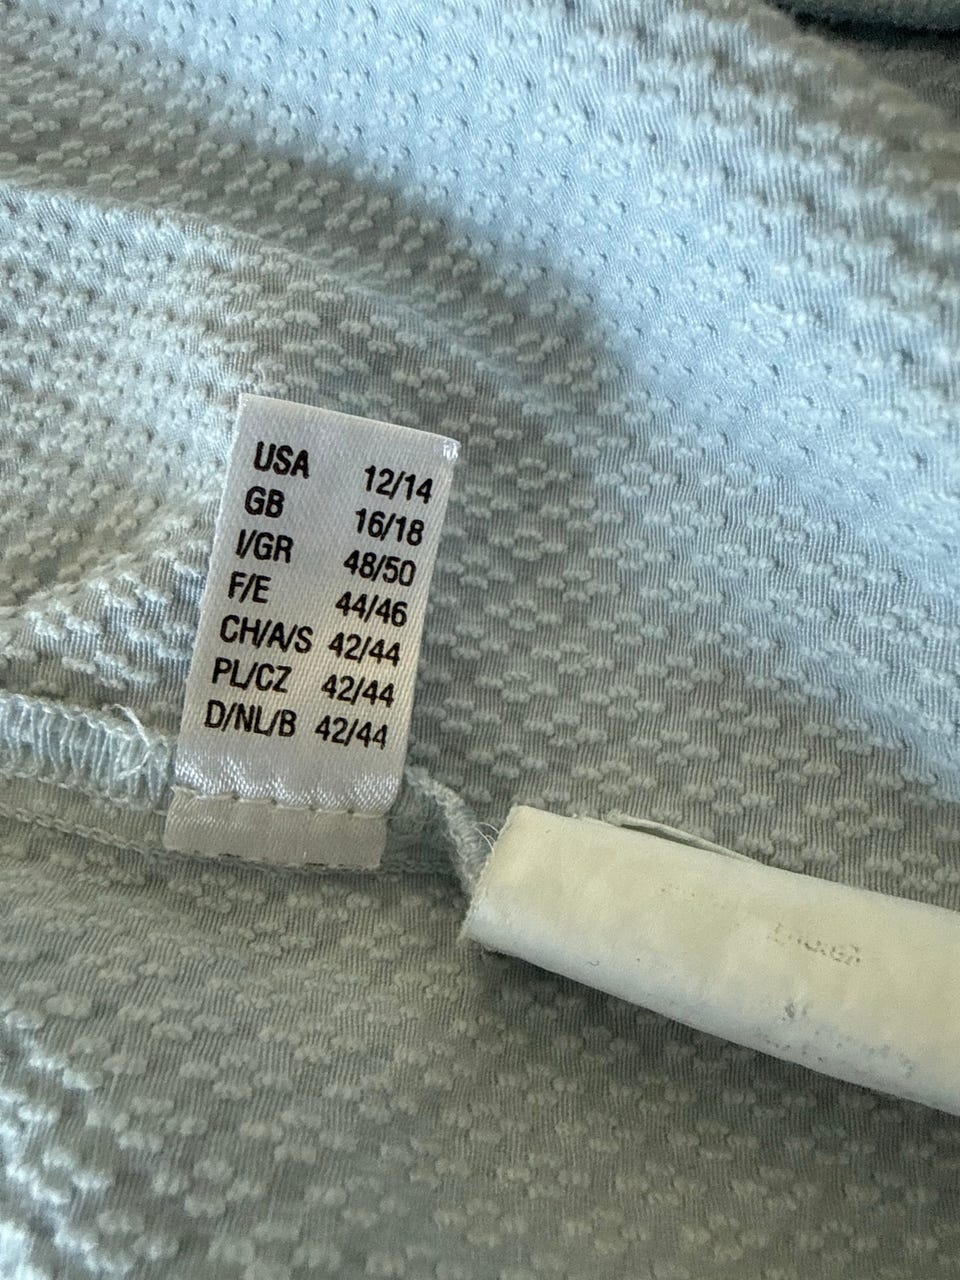 USA 12/14
GB 16/18
I/GR 48/50
F/E 44/46
CH/A/S 42/44
PL/CZ 42/44
D/NL/B 42/44